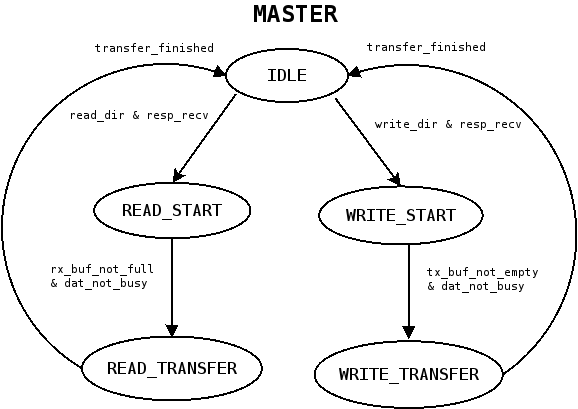 MASTER
transfer_finished
transfer_finished
IDLE
read_dir & resp_recv
write_dir & resp_recv
READ_START
WRITE_START
rx_buf_not_full
& dat_not_busy
tx_buf_not_empty
& dat_not_busy
READ_TRANSFER
WRITE_TRANSFER